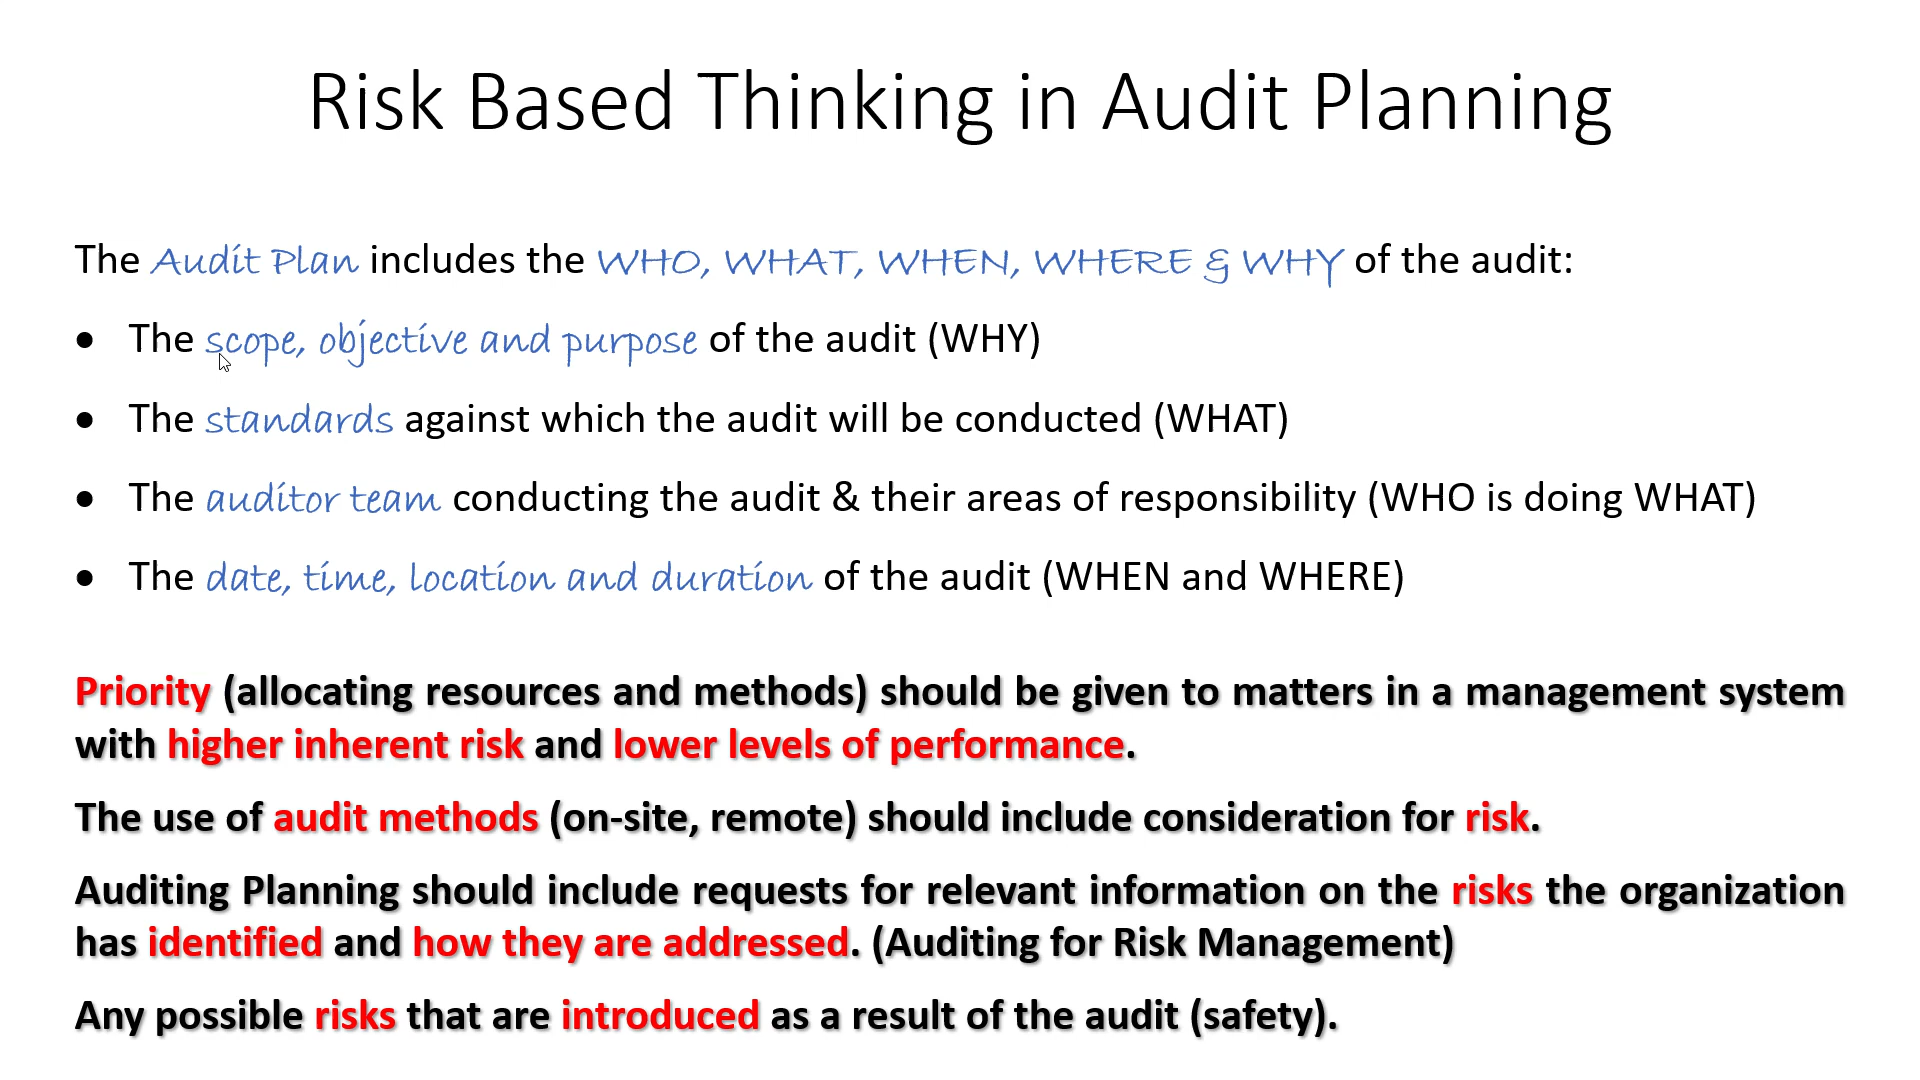 Risk Based Thinking in Audit Planning
The Audit Plan includes the WHO, WHAT, WHEN, WHERE & WHY of the audit:
• The scope, objective and purpose of the audit (WHY)
• The standards against which the audit will be conducted (WHAT)
• The auditor team conducting the audit & their areas of responsibility (WHO is doing WHAT)
• The date, time, location and duration of the audit (WHEN and WHERE)
Priority (allocating resources and methods) should be given to matters in a management system
with higher inherent risk and lower levels of performance.
The use of audit methods (on-site, remote) should include consideration for risk.
Auditing Planning should include requests for relevant information on the risks the organization
has identified and how they are addressed. (Auditing for Risk Management)
Any possible risks that are introduced as a result of the audit (safety).